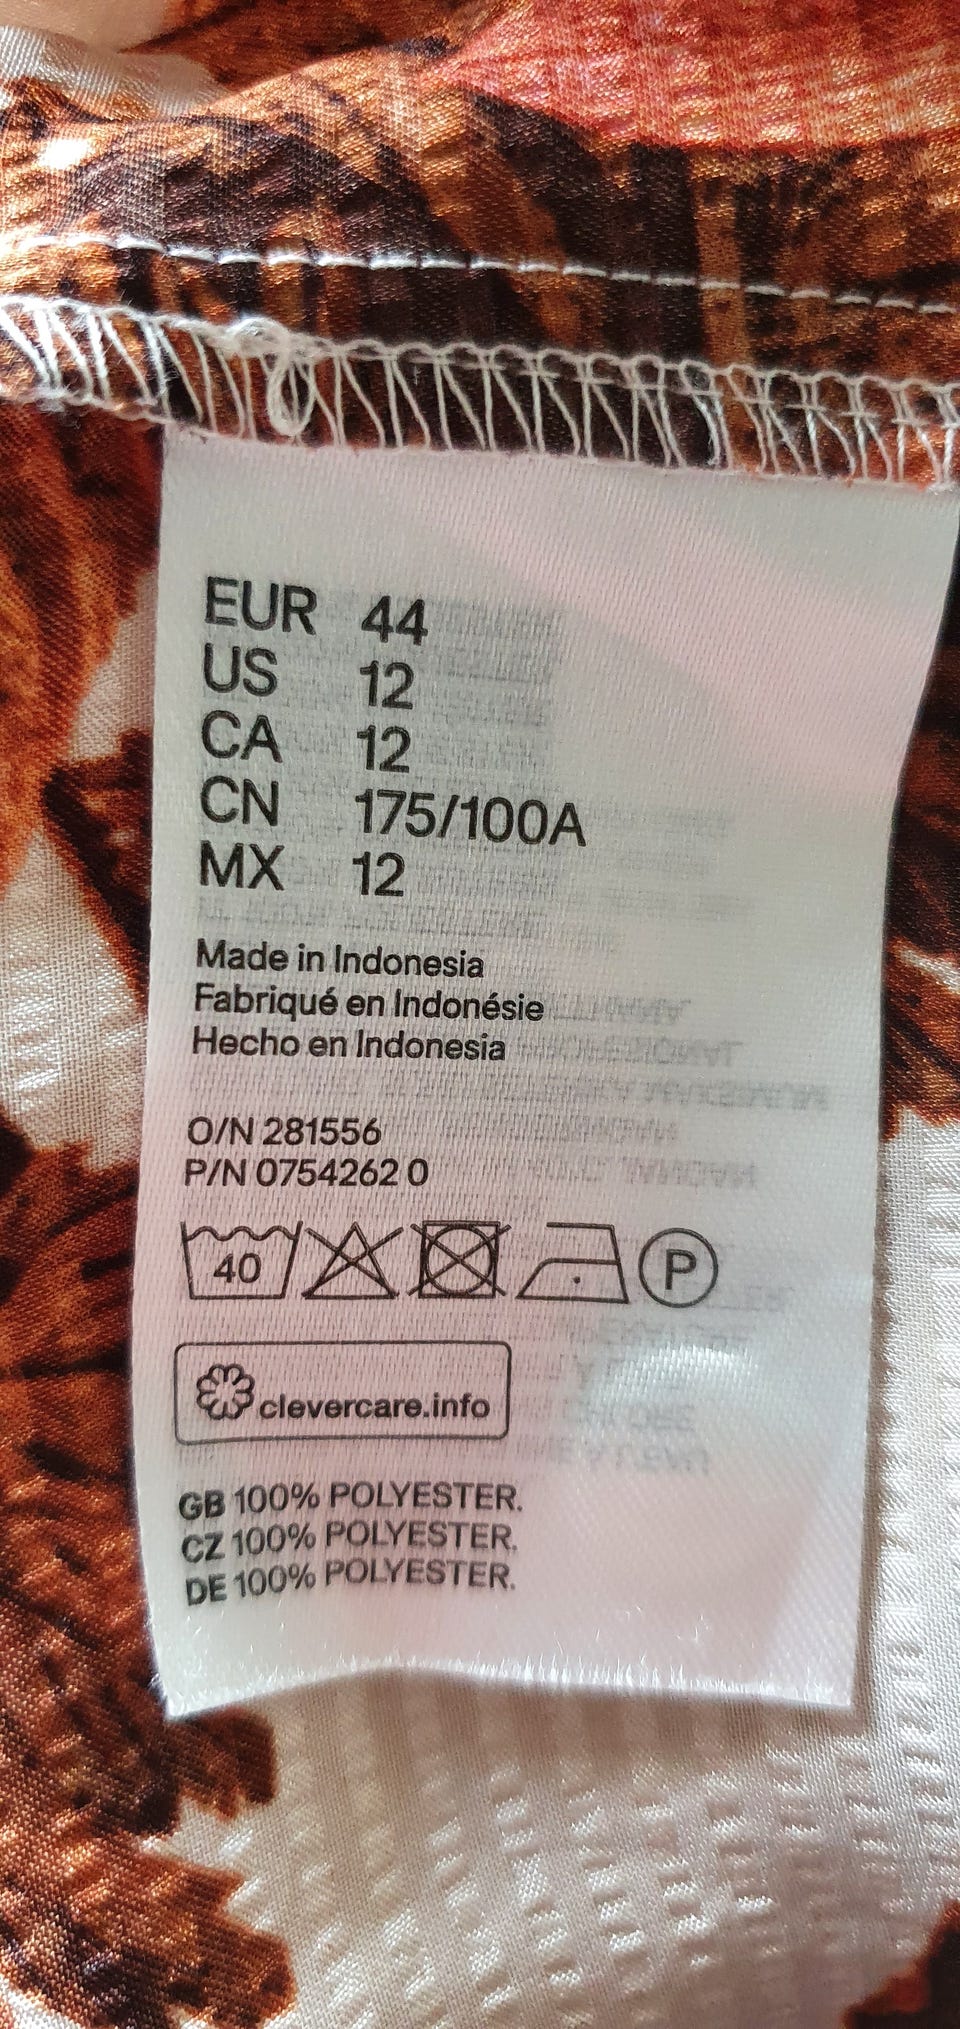 EUR 44
US 12
CA 12
CN 175/100A
MX 12
Made in Indonesia
Fabriqué en Indonésie
Hecho en Indonesia
O/N 281556
P/N 0754262 0
40 P
clevercare.info
GB 100% POLYESTER.
CZ 100% POLYESTER.
DE 100% POLYESTER.